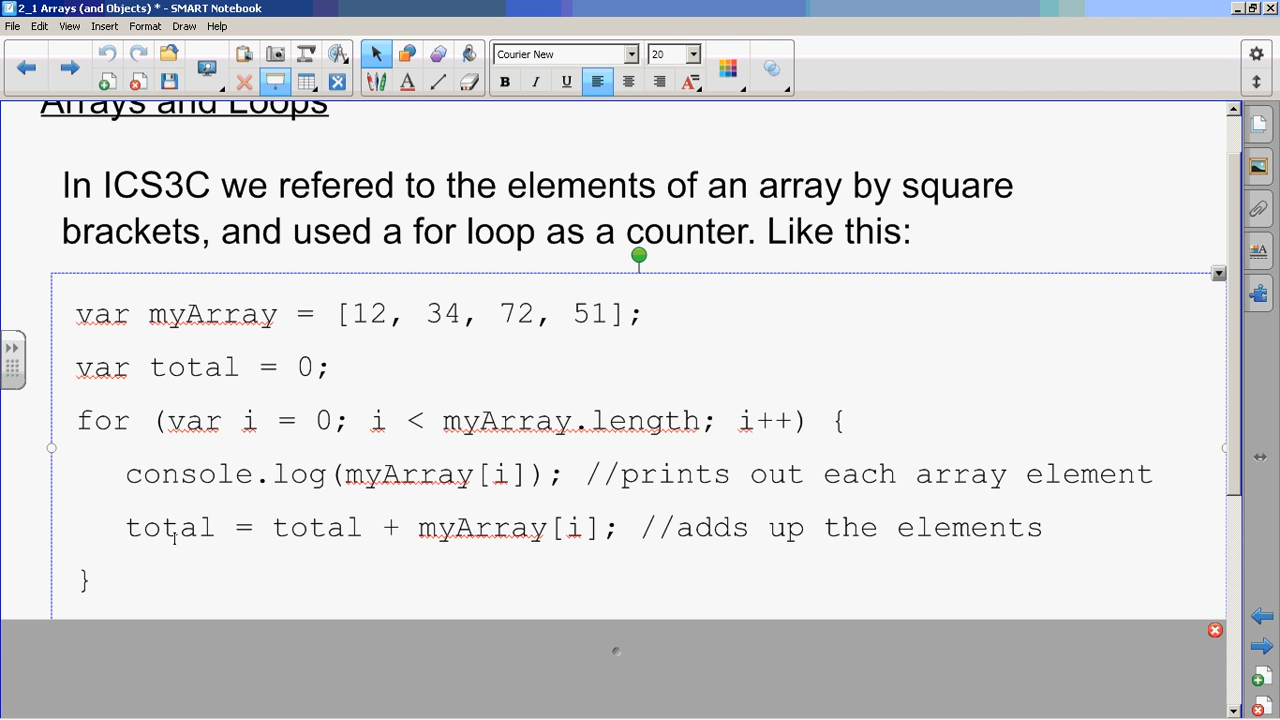 2_1 Arrays (and Objects) * - SMART Notebook
File Edit View Insert Format Draw Help
Courier New 20
B I U
Arrays and Loops
In ICS3C we refered to the elements of an array by square
brackets, and used a for loop as a counter. Like this:
var myArray = [12, 34, 72, 51];
var total = 0;
for (var i = 0; i < myArray.length; i++) {
console.log(myArray[i]); //prints out each array element
total = total + myArray[i]; //adds up the elements
}